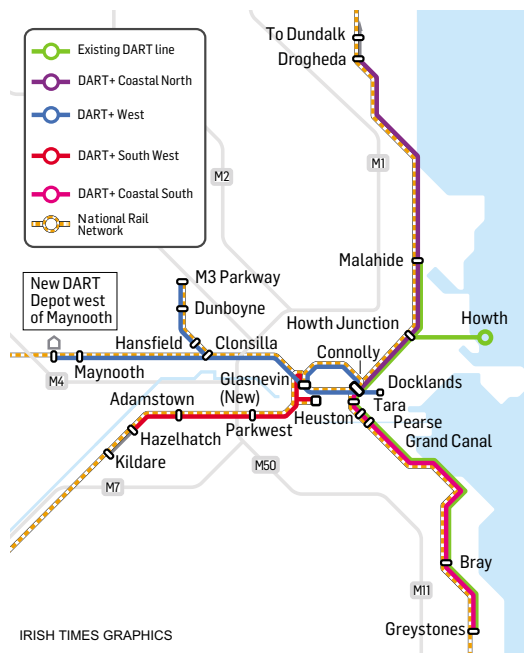 To Dundalk
Drogheda
Existing DART line
DART+ Coastal North
DART+ West
DART+ South West
DART+ Coastal South
National Rail
Network
M1
M2
Malahide
New DART
Depot west
of Maynooth
M3 Parkway
Dunboyne
Howth Junction
Howth
Hansfield
Clonsilla
Connolly
Maynooth
M4
Glasnevin
(New)
Docklands
Adamstown
Heuston
Tara
Parkwest
Pearse
Hazelhatch
Grand Canal
Kildare
M50
M7
Bray
M11
Greystones
IRISH TIMES GRAPHICS